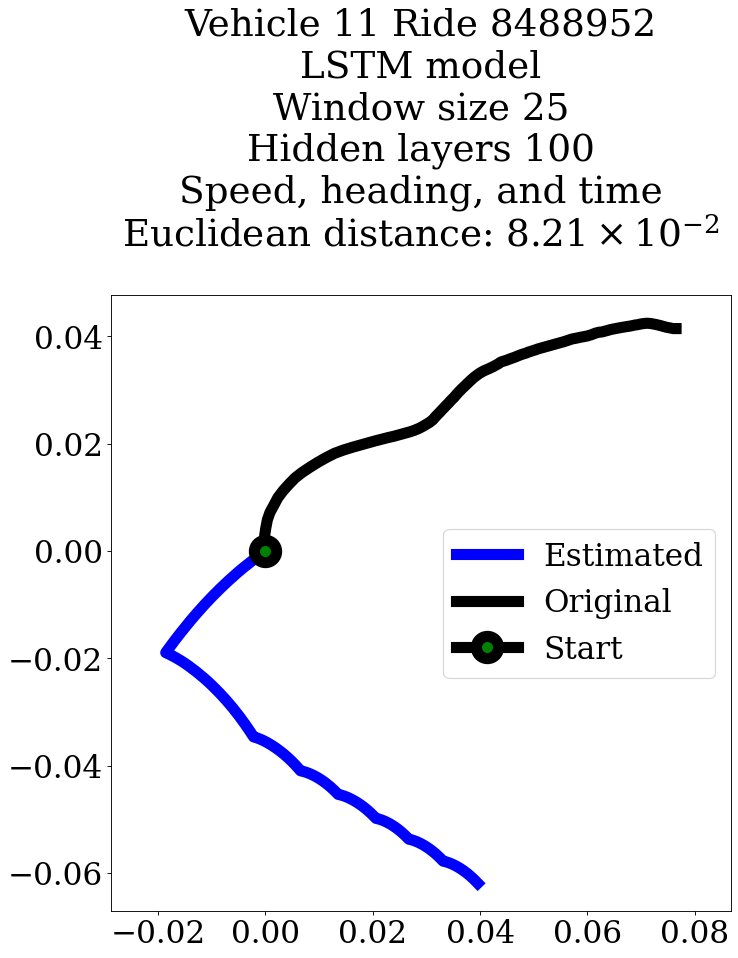 Vehicle 11 Ride 8488952
LSTM model
Window size 25
Hidden layers 100
Speed, heading, and time
Euclidean distance: 8.21 × 10⁻²
0.04
0.02
0.00
−0.02
−0.04
−0.06
Estimated
Original
Start
−0.02 0.00 0.02 0.04 0.06 0.08